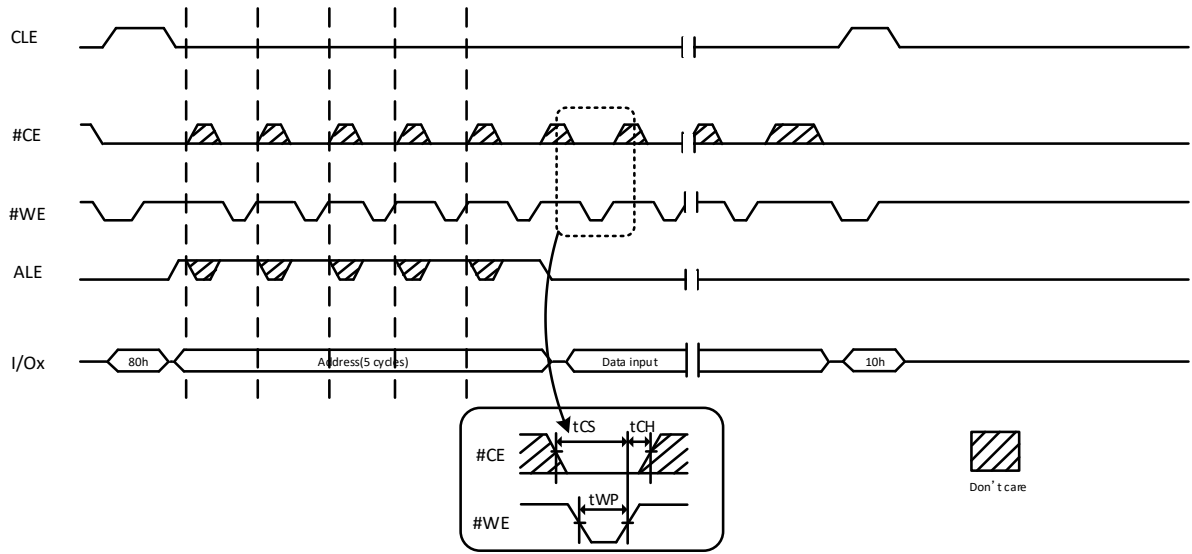 CLE
#CE
#WE
ALE
I/Ox
80h
Address(5 cycles)
Data input
10h
tCS
tCH
#CE
tWP
#WE
Don't care